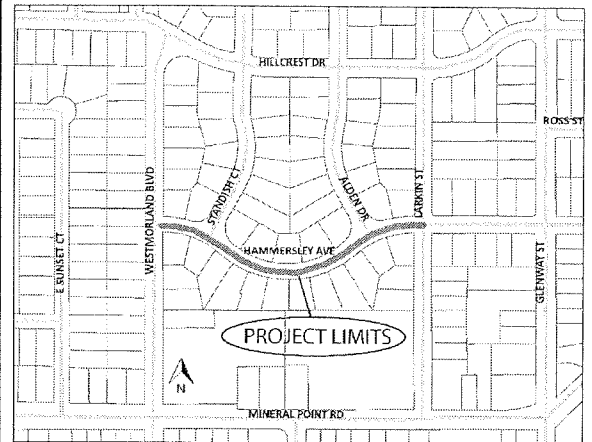 HILLCREST DR
ROSS ST
STANDISH CT
ALDEN DR
LARKIN ST
WESTMORLAND BLVD
E SUNSET CT
HAMMERSLEY AVE
GLENWAY ST
PROJECT LIMITS
N
MINERAL POINT RD